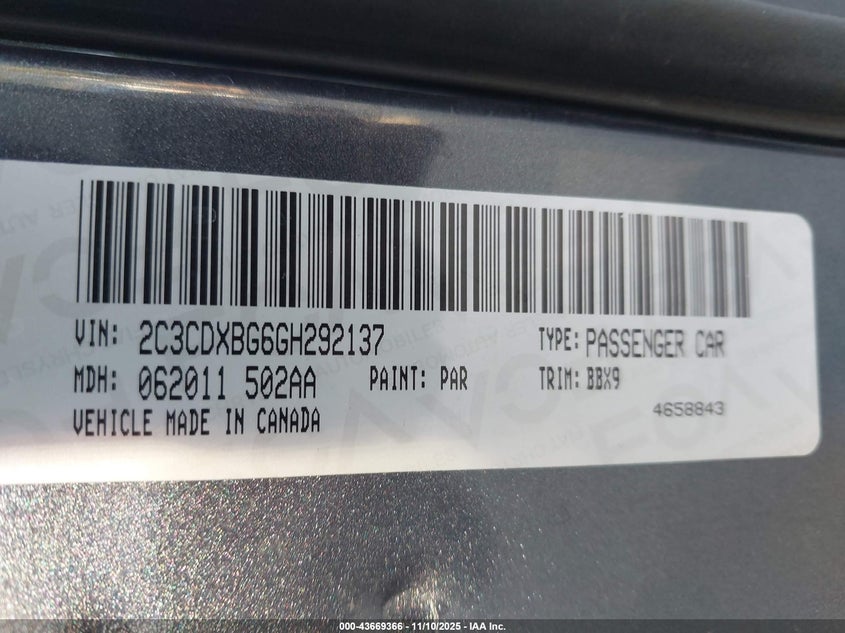 VIN: 2C3CDXBG6GH292137 TYPE: PASSENGER CAR
MDH: 062011 502AA PAINT: PAR TRIM: BBX9
VEHICLE MADE IN CANADA 4658843
000-43669366 - 11/10/2025 - IAA Inc.